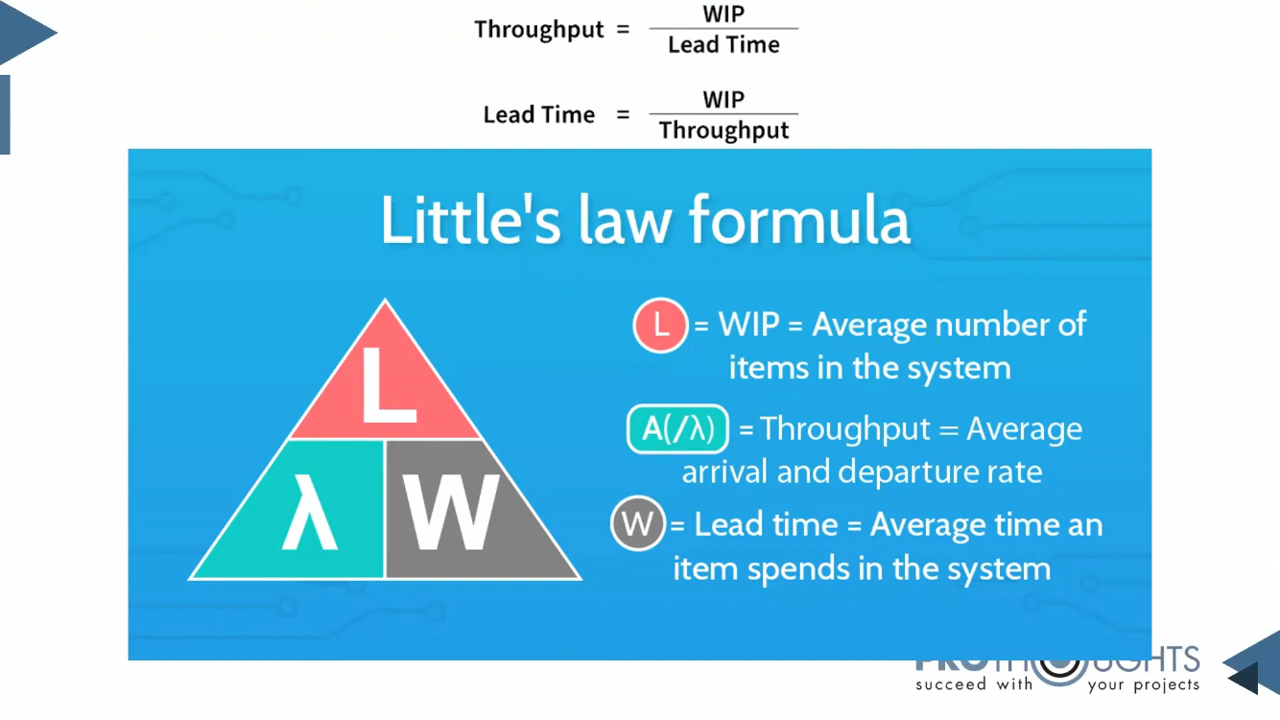 Throughput = WIP / Lead Time
Lead Time = WIP / Throughput
Little's law formula
L
λ W
L = WIP = Average number of
items in the system
A(/λ) = Throughput = Average
arrival and departure rate
W = Lead time = Average time an
item spends in the system
PROTHOUGHTS
succeed with your projects